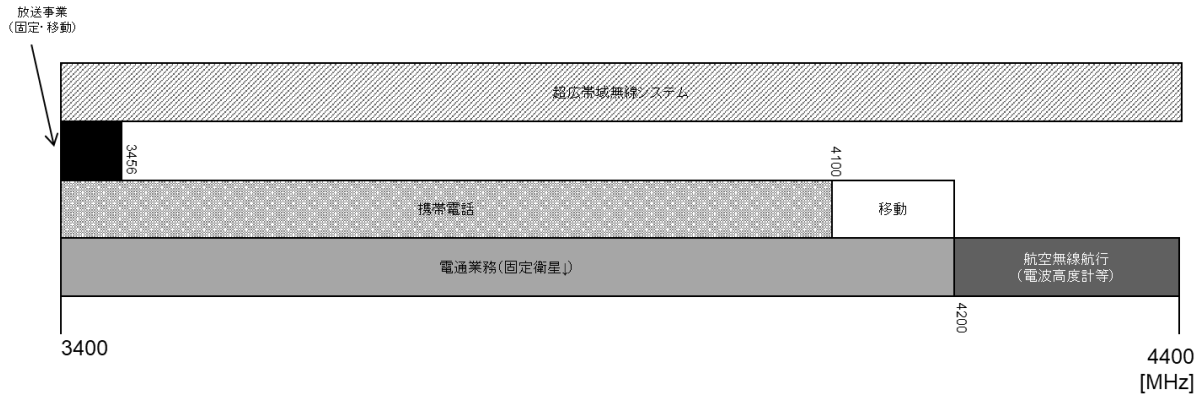 放送事業
(固定・移動)
超広帯域無線システム
3456
4100
携帯電話
移動
電通業務(固定衛星↓)
航空無線航行
(電波高度計等)
4200
3400
4400
[MHz]